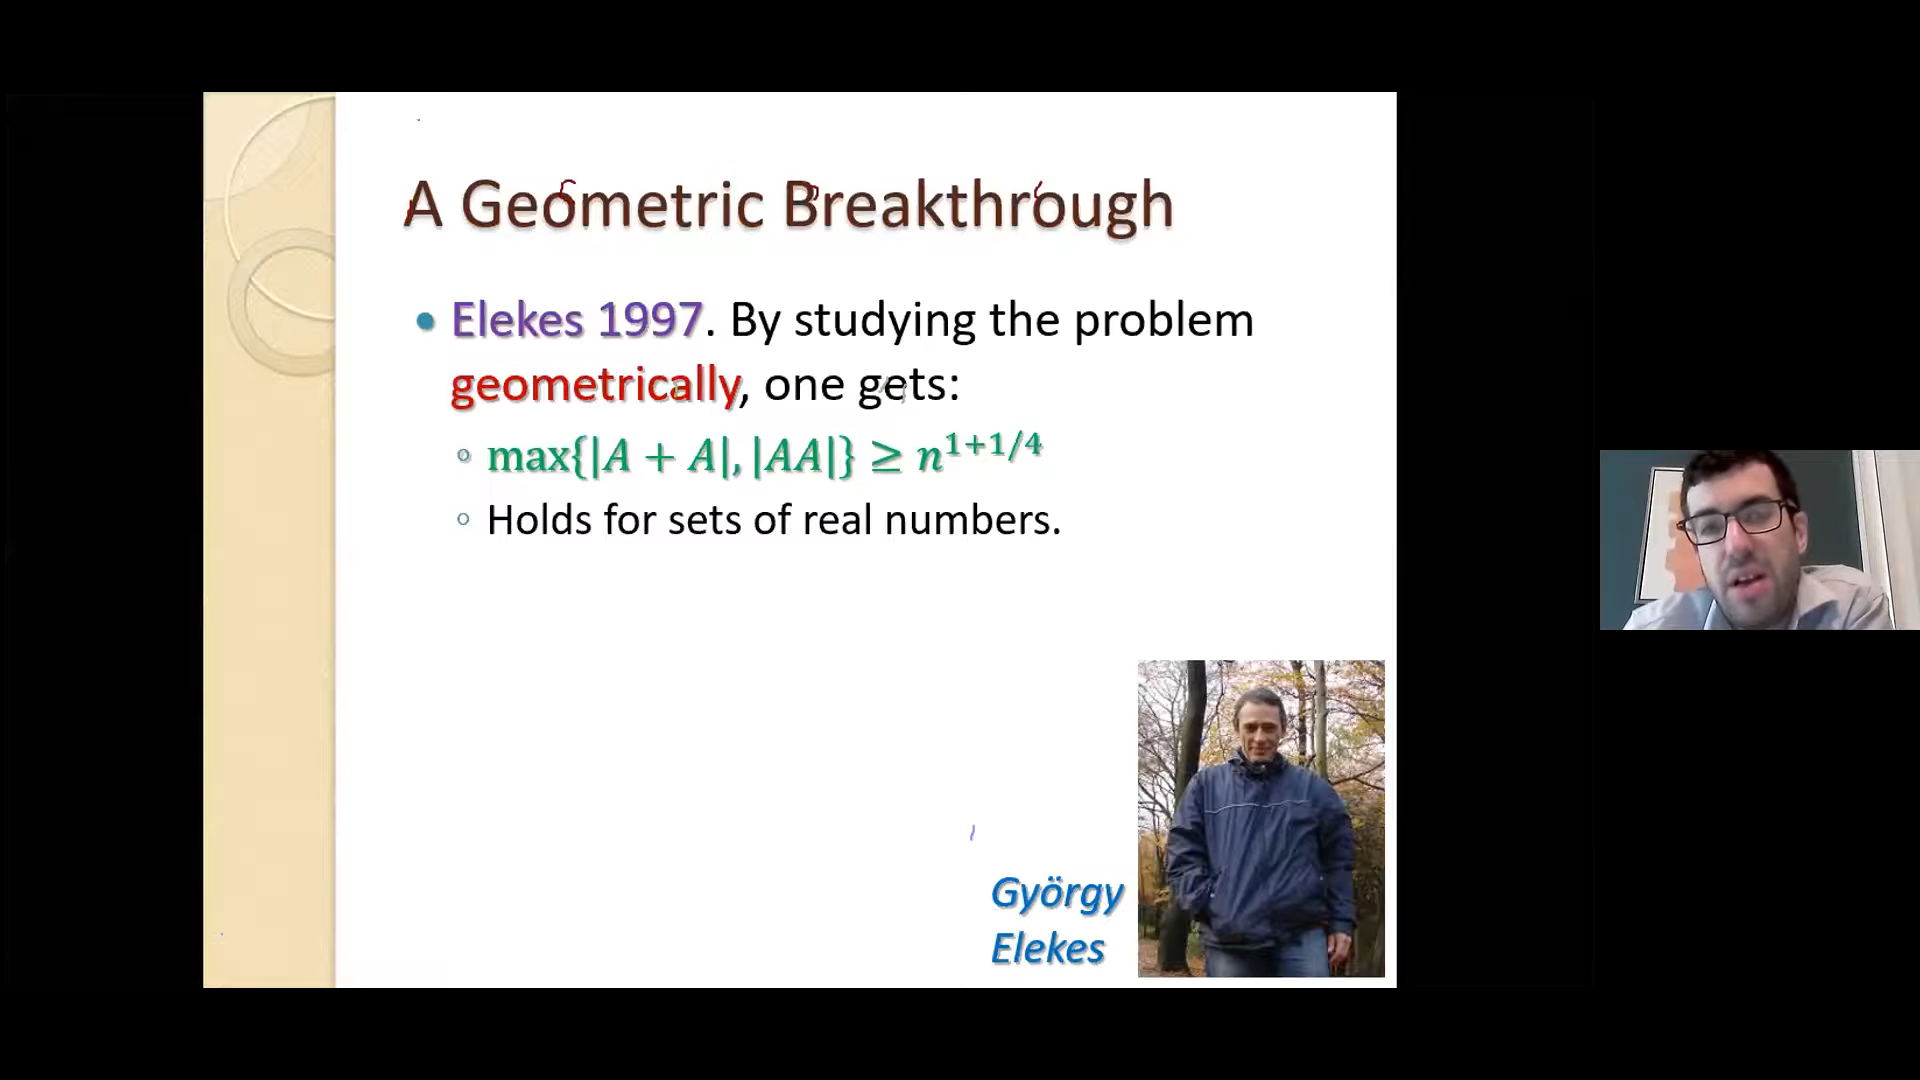 A Geometric Breakthrough
• Elekes 1997. By studying the problem
geometrically, one gets:
◦ max{|A + A|, |AA|} ≥ n^{1+1/4}
◦ Holds for sets of real numbers.
György
Elekes